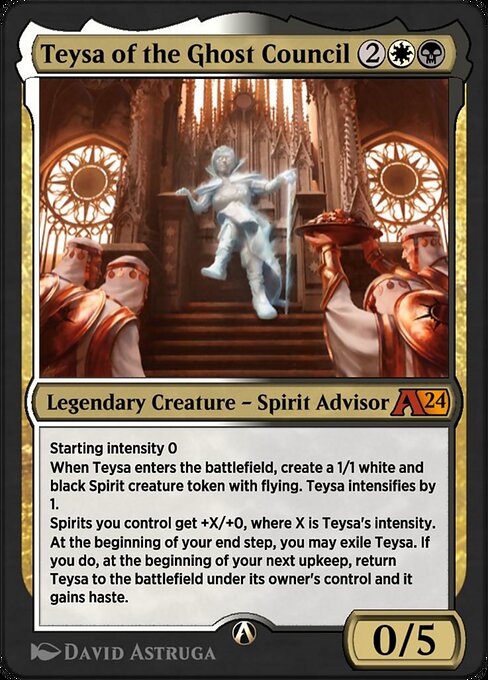 Teysa of the Ghost Council 2
Legendary Creature – Spirit Advisor A24
Starting intensity 0
When Teysa enters the battlefield, create a 1/1 white and
black Spirit creature token with flying. Teysa intensifies by
1.
Spirits you control get +X/+0, where X is Teysa's intensity.
At the beginning of your end step, you may exile Teysa. If
you do, at the beginning of your next upkeep, return
Teysa to the battlefield under its owner's control and it
gains haste.
0/5
David Astruga